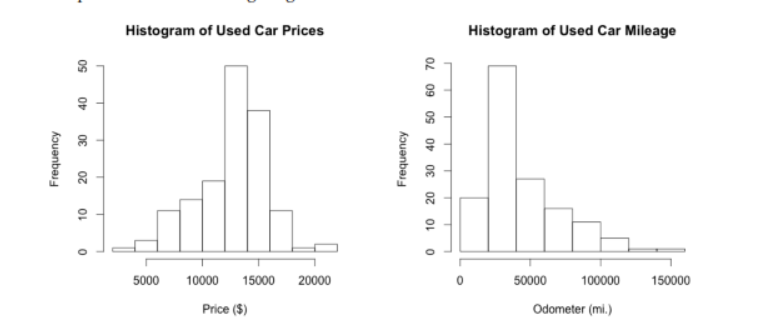 Histogram of Used Car Prices
Frequency
0 10 20 30 40 50
5000 10000 15000 20000
Price ($)
Histogram of Used Car Mileage
Frequency
0 10 20 30 40 50 60 70
0 50000 100000 150000
Odometer (mi.)